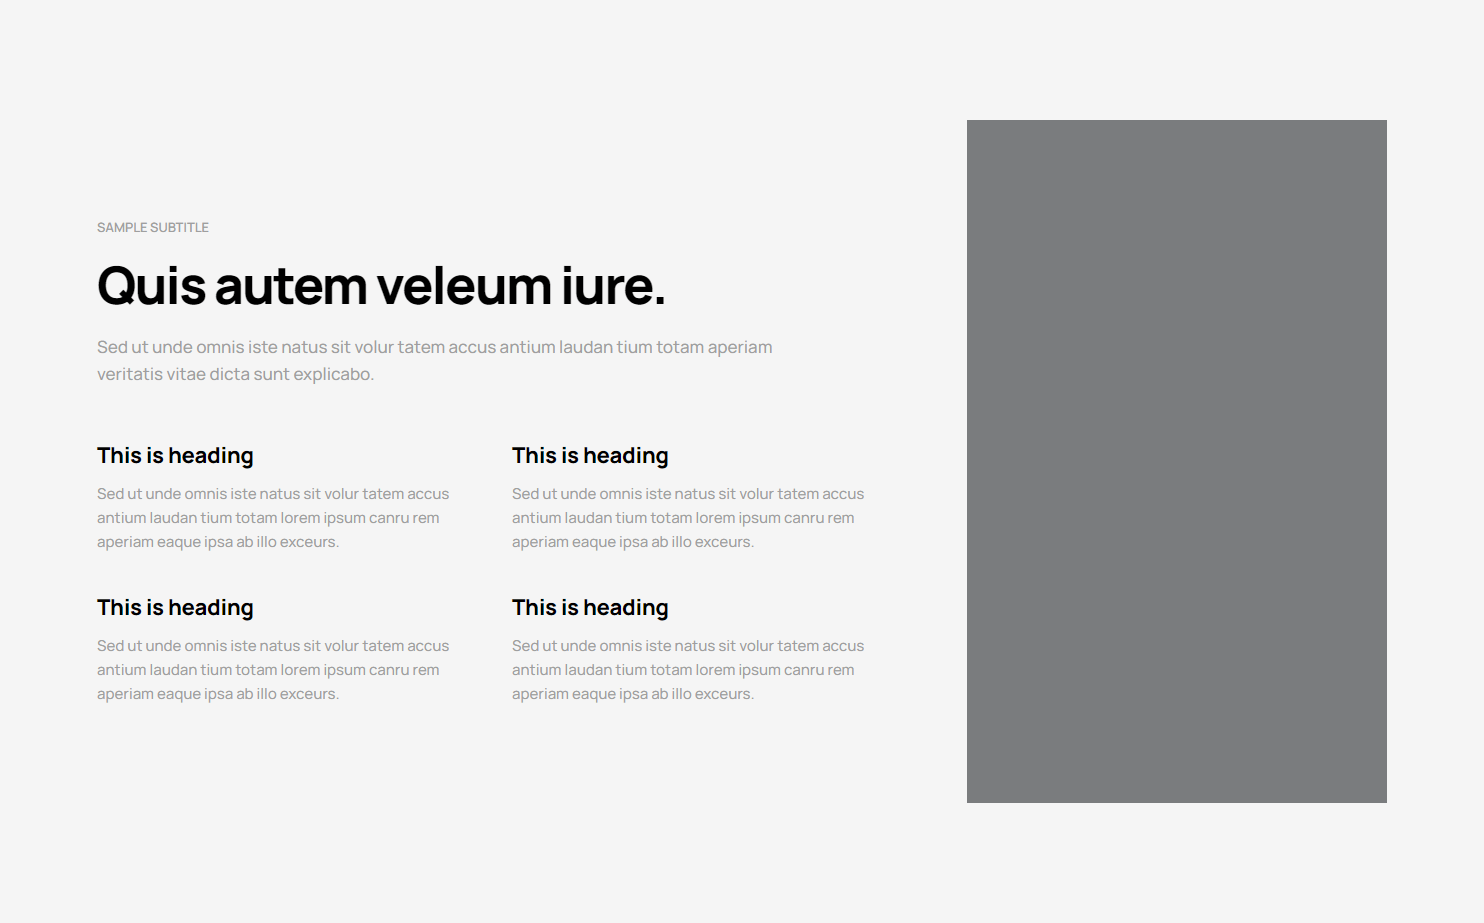 SAMPLE SUBTITLE
Quis autem veleum iure.
Sed ut unde omnis iste natus sit volur tatem accus antium laudan tium totam aperiam
veritatis vitae dicta sunt explicabo.
This is heading
Sed ut unde omnis iste natus sit volur tatem accus
antium laudan tium totam lorem ipsum canru rem
aperiam eaque ipsa ab illo exceurs.
This is heading
Sed ut unde omnis iste natus sit volur tatem accus
antium laudan tium totam lorem ipsum canru rem
aperiam eaque ipsa ab illo exceurs.
This is heading
Sed ut unde omnis iste natus sit volur tatem accus
antium laudan tium totam lorem ipsum canru rem
aperiam eaque ipsa ab illo exceurs.
This is heading
Sed ut unde omnis iste natus sit volur tatem accus
antium laudan tium totam lorem ipsum canru rem
aperiam eaque ipsa ab illo exceurs.